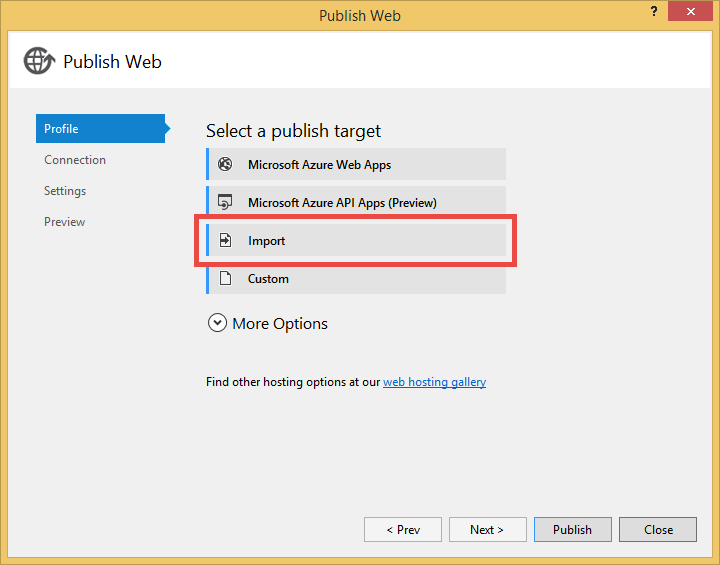 Publish Web
?
Publish Web
Profile
Connection
Settings
Preview
Select a publish target
Microsoft Azure Web Apps
Microsoft Azure API Apps (Preview)
Import
Custom
More Options
Find other hosting options at our web hosting gallery
< Prev
Next >
Publish
Close